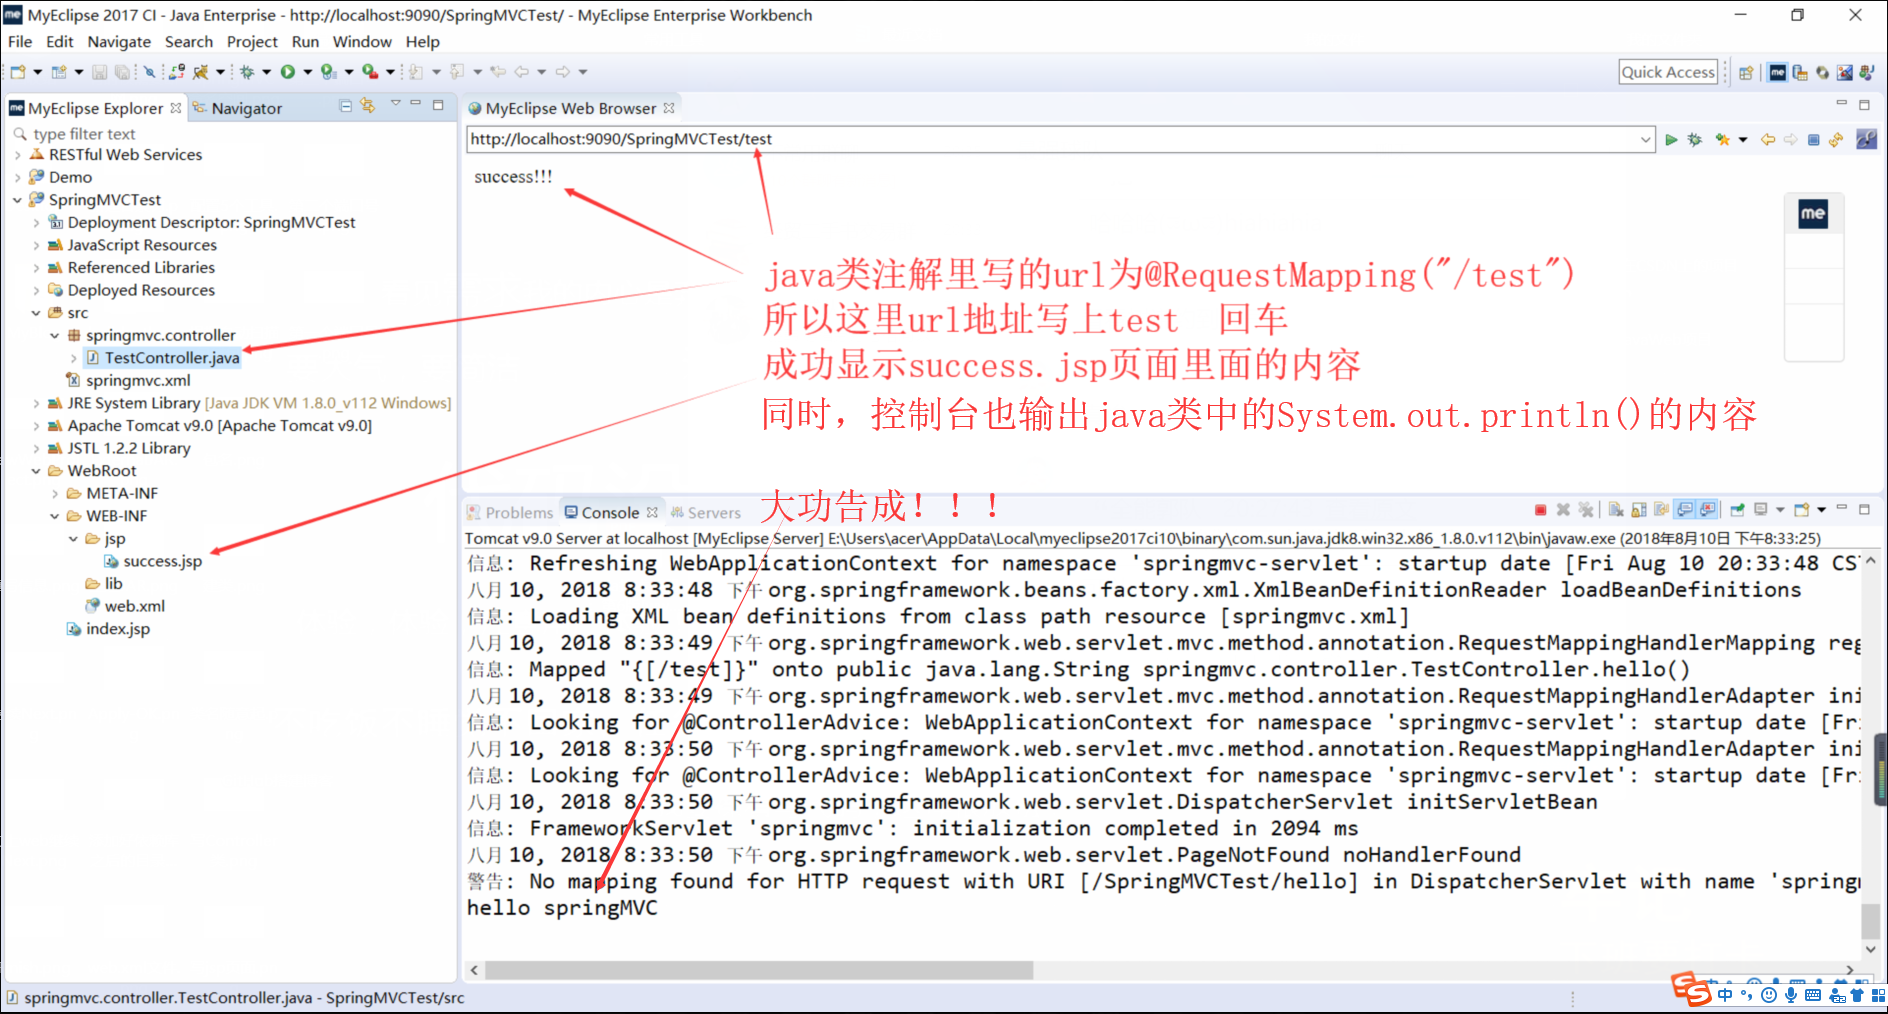 MyEclipse 2017 CI - Java Enterprise - http://localhost:9090/SpringMVCTest/ - MyEclipse Enterprise Workbench
File Edit Navigate Search Project Run Window Help
Quick Access
MyEclipse Explorer Navigator
type filter text
RESTful Web Services
Demo
SpringMVCTest
Deployment Descriptor: SpringMVCTest
JavaScript Resources
Referenced Libraries
Deployed Resources
src
springmvc.controller
TestController.java
springmvc.xml
JRE System Library [Java JDK VM 1.8.0_v112 Windows]
Apache Tomcat v9.0 [Apache Tomcat v9.0]
JSTL 1.2.2 Library
WebRoot
META-INF
WEB-INF
jsp
success.jsp
lib
web.xml
index.jsp
MyEclipse Web Browser
http://localhost:9090/SpringMVCTest/test
success!!!
me
java类注解里写的url为@RequestMapping("/test")
所以这里url地址写上test 回车
成功显示success.jsp页面里面的内容
同时，控制台也输出java类中的System.out.println()的内容
大功告成！！！
Problems Console Servers
Tomcat v9.0 Server at localhost [MyEclipse Server] E:\Users\acer\AppData\Local\myeclipse2017ci10\binary\com.sun.java.jdk8.win32.x86_1.8.0.v112\bin\javaw.exe (2018年8月10日 下午8:33:25)
信息: Refreshing WebApplicationContext for namespace 'springmvc-servlet': startup date [Fri Aug 10 20:33:48 CST
八月 10, 2018 8:33:48 下午 org.springframework.beans.factory.xml.XmlBeanDefinitionReader loadBeanDefinitions
信息: Loading XML bean definitions from class path resource [springmvc.xml]
八月 10, 2018 8:33:49 下午 org.springframework.web.servlet.mvc.method.annotation.RequestMappingHandlerMapping reg
信息: Mapped "{[/test]}" onto public java.lang.String springmvc.controller.TestController.hello()
八月 10, 2018 8:33:49 下午 org.springframework.web.servlet.mvc.method.annotation.RequestMappingHandlerAdapter ini
信息: Looking for @ControllerAdvice: WebApplicationContext for namespace 'springmvc-servlet': startup date [Fri
八月 10, 2018 8:33:50 下午 org.springframework.web.servlet.mvc.method.annotation.RequestMappingHandlerAdapter ini
信息: Looking for @ControllerAdvice: WebApplicationContext for namespace 'springmvc-servlet': startup date [Fri
八月 10, 2018 8:33:50 下午 org.springframework.web.servlet.DispatcherServlet initServletBean
信息: FrameworkServlet 'springmvc': initialization completed in 2094 ms
八月 10, 2018 8:33:50 下午 org.springframework.web.servlet.PageNotFound noHandlerFound
警告: No mapping found for HTTP request with URI [/SpringMVCTest/hello] in DispatcherServlet with name 'spring
hello springMVC
springmvc.controller.TestController.java - SpringMVCTest/src
中